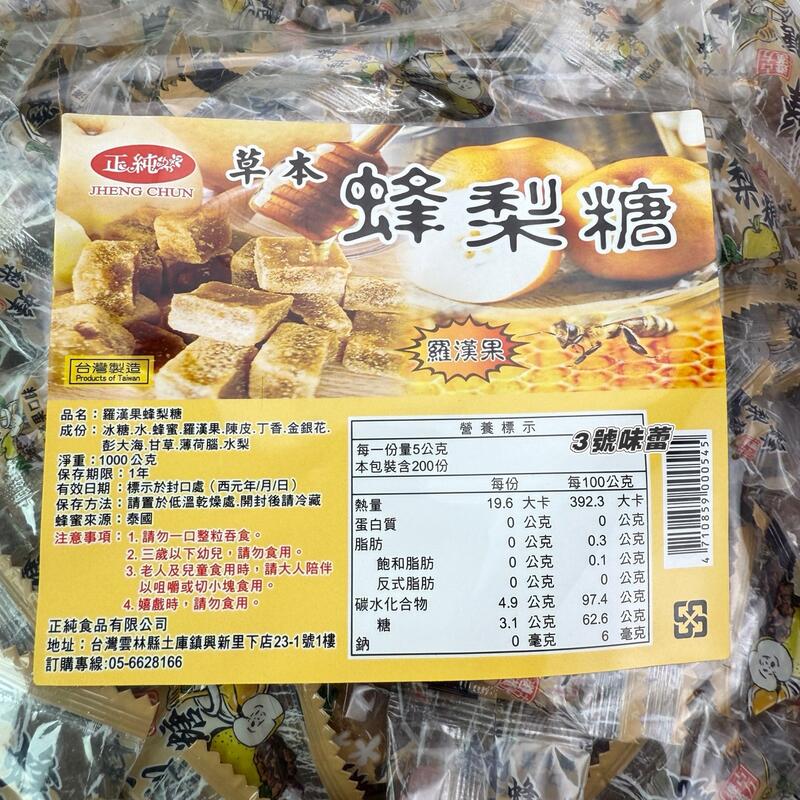 正純
JHENG CHUN
草本
蜂梨糖
羅漢果
台灣製造
Products of Taiwan
品名：羅漢果蜂梨糖
成份：冰糖.水.蜂蜜.羅漢果.陳皮.丁香.金銀花.
彭大海.甘草.薄荷腦.水梨
淨重：1000公克
保存期限：1年
有效日期：標示於封口處（西元年/月/日）
保存方法：請置於低溫乾燥處.開封後請冷藏
蜂蜜來源：泰國
注意事項：1. 請勿一口整粒吞食。
2. 三歲以下幼兒，請勿食用。
3. 老人及兒童食用時，請大人陪伴
以咀嚼或切小塊食用。
4. 嬉戲時，請勿食用。
正純食品有限公司
地址：台灣雲林縣土庫鎮興新里下店23-1號1樓
訂購專線:05-6628166
營養標示
每一份量5公克
本包裝含200份
3號味蕾
每份 每100公克
熱量 19.6 大卡 392.3 大卡
蛋白質 0 公克 0 公克
脂肪 0 公克 0.3 公克
飽和脂肪 0 公克 0.1 公克
反式脂肪 0 公克 0 公克
碳水化合物 4.9 公克 97.4 公克
糖 3.1 公克 62.6 公克
鈉 0 毫克 6 毫克
4 710859 000545